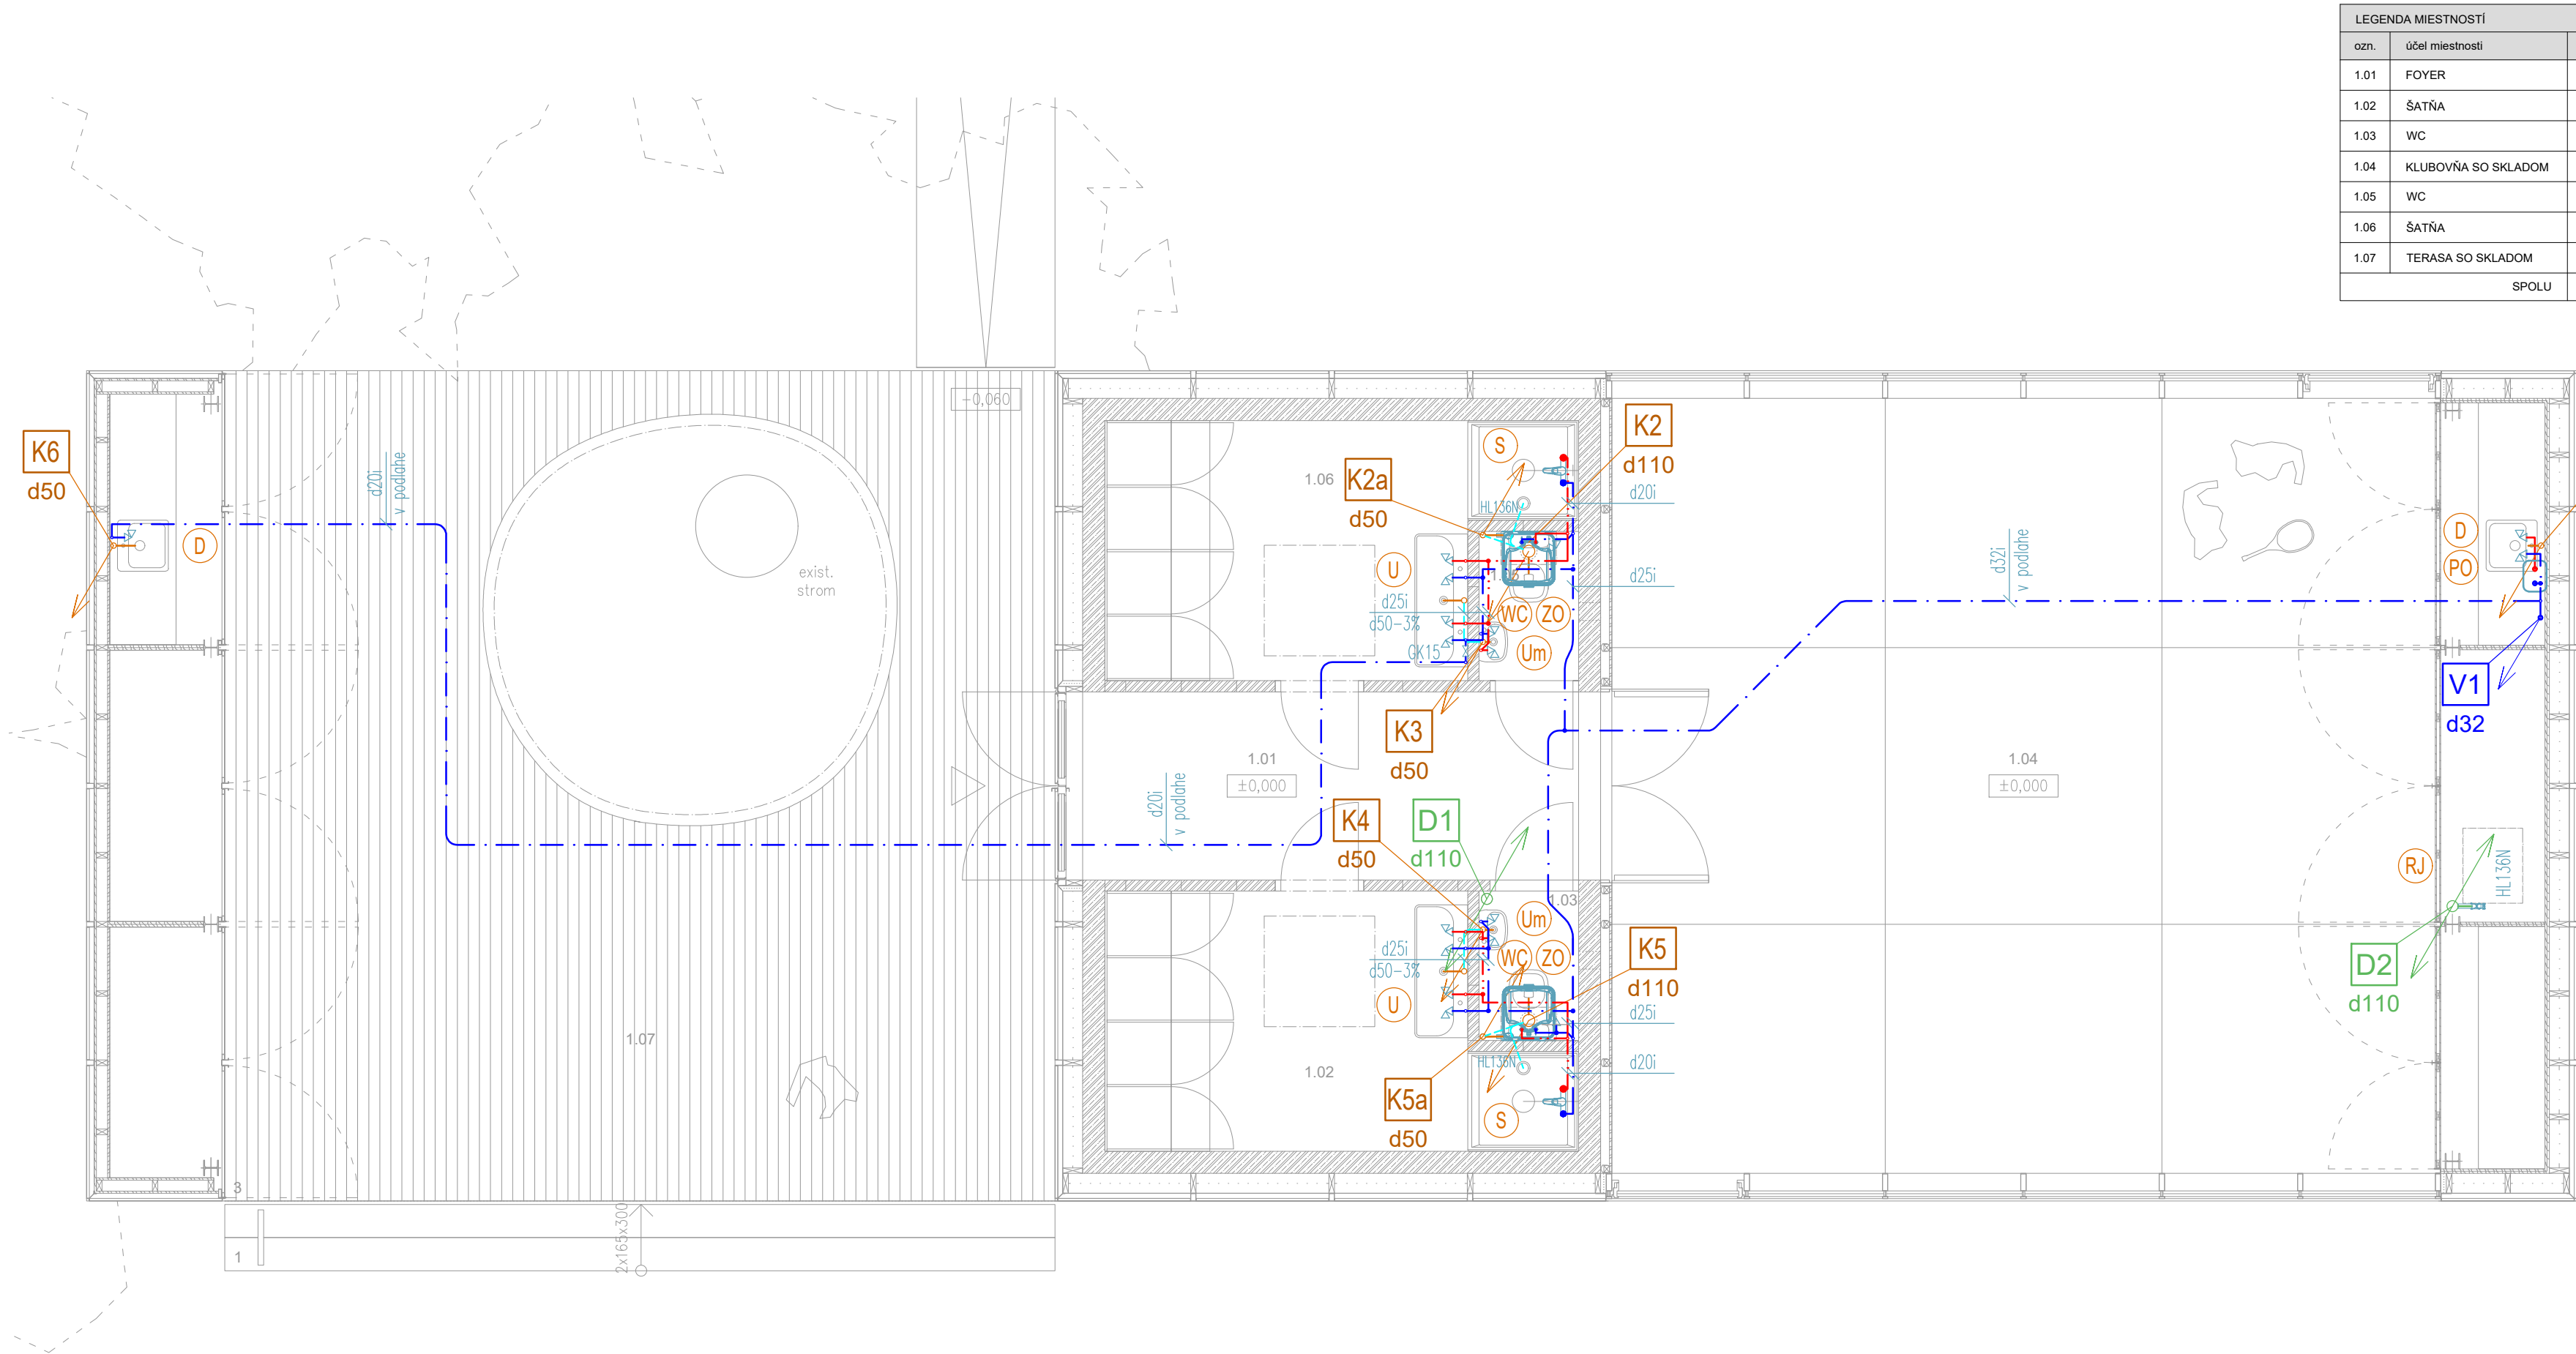 LEGENDA MIESTNOSTÍ
ozn. účel miestnosti
1.01 FOYER
1.02 ŠATŇA
1.03 WC
1.04 KLUBOVŇA SO SKLADOM
1.05 WC
1.06 ŠATŇA
1.07 TERASA SO SKLADOM
SPOLU
-0,060
K6
d50
d20i
v podlahe
D
exist.
strom
1.06
K2a
d50
S
HL136N
K2
d110
d20i
U
d25i
d50-3%
GK15
WC
ZO
Um
d25i
d32i
v podlahe
D
PO
V1
d32
K3
d50
1.01
±0,000
d20i
v podlahe
1.04
±0,000
K4
d50
D1
d110
1.03
Um
WC
ZO
d25i
d50-3%
U
K5
d110
d25i
d20i
RJ
HL136N
D2
d110
1.07
1.02
HL136N
K5a
d50
S
3
1
2x165x300